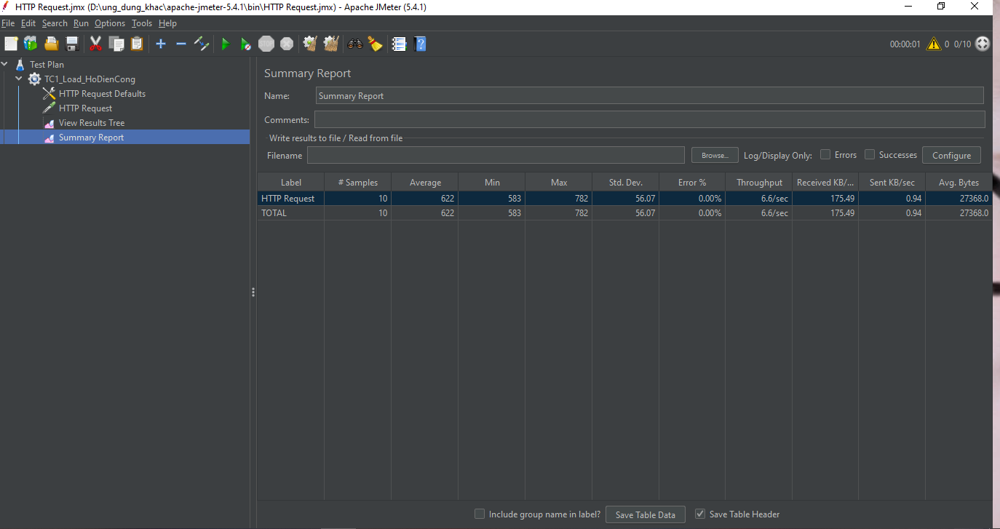 HTTP Request.jmx (D:\ung_dung_khac\apache-jmeter-5.4.1\bin\HTTP Request.jmx) - Apache JMeter (5.4.1)
File Edit Search Run Options Tools Help
00:00:01 0 0/10
Test Plan
TC1_Load_HoDienCong
HTTP Request Defaults
HTTP Request
View Results Tree
Summary Report
Summary Report
Name: Summary Report
Comments:
Write results to file / Read from file
Filename Browse... Log/Display Only: Errors Successes Configure
Label # Samples Average Min Max Std. Dev. Error % Throughput Received KB/... Sent KB/sec Avg. Bytes
HTTP Request 10 622 583 782 56.07 0.00% 6.6/sec 175.49 0.94 27368.0
TOTAL 10 622 583 782 56.07 0.00% 6.6/sec 175.49 0.94 27368.0
Include group name in label? Save Table Data Save Table Header